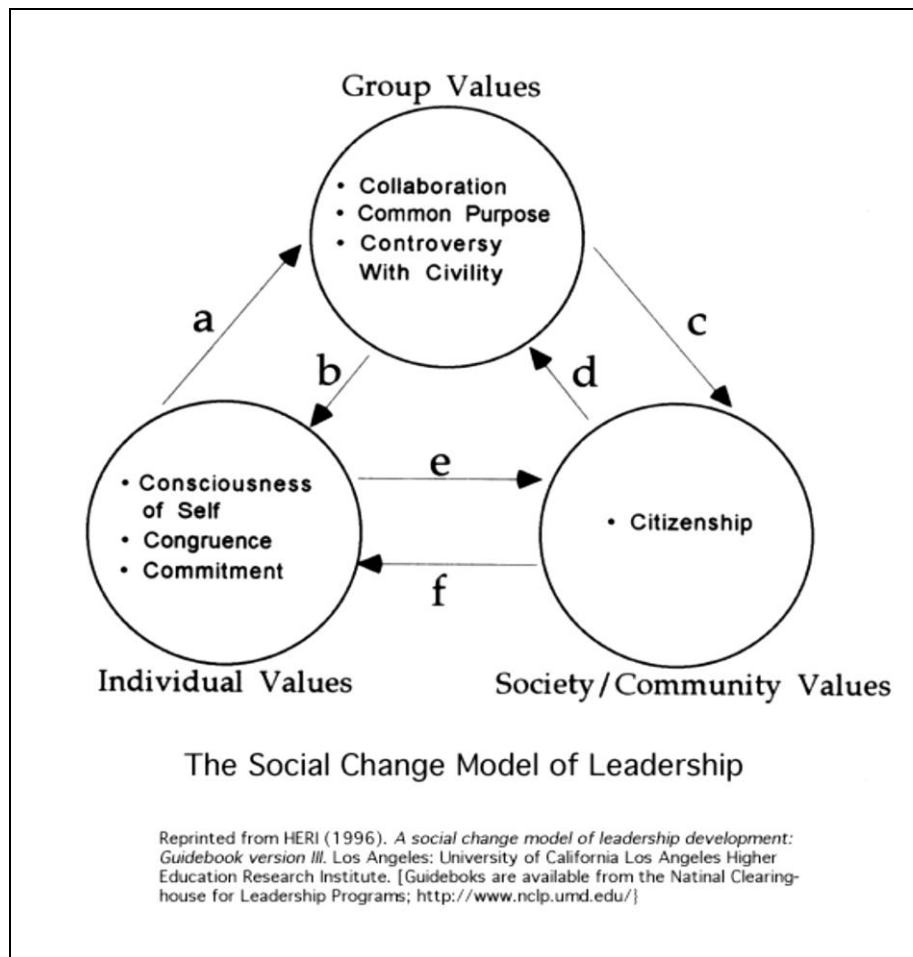 Group Values
• Collaboration
• Common Purpose
• Controversy
With Civility
a
c
b
d
e
• Consciousness
of Self
• Congruence
• Commitment
• Citizenship
f
Individual Values
Society/Community Values
The Social Change Model of Leadership
Reprinted from HERI (1996). A social change model of leadership development:
Guidebook version III. Los Angeles: University of California Los Angeles Higher
Education Research Institute. [Guideboks are available from the Natinal Clearing-
house for Leadership Programs; http://www.nclp.umd.edu/}